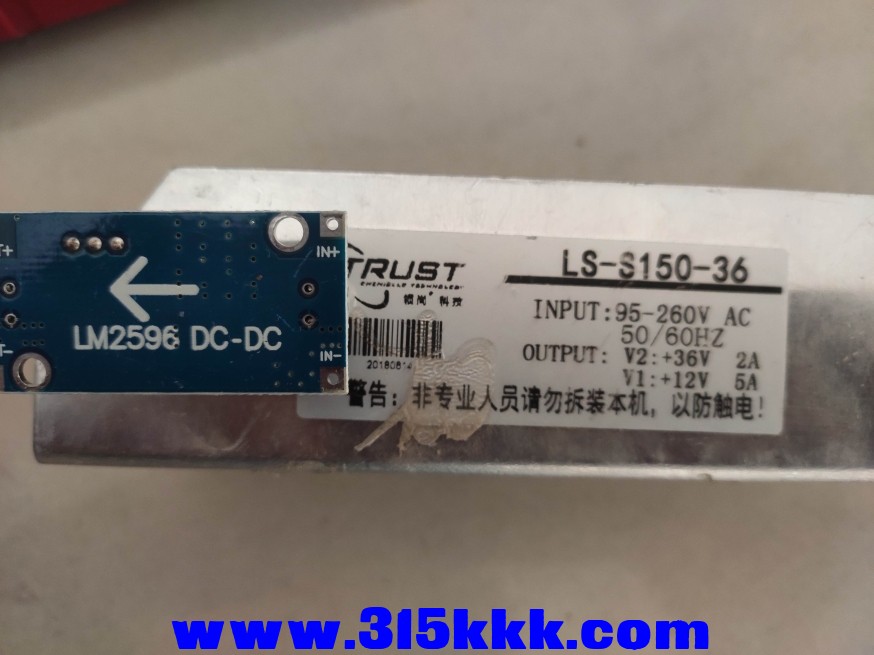 IN+
LM2596 DC-DC
IN-
TRUST
LS-S150-36
INPUT:95-260V AC
50/60HZ
OUTPUT: V2:+36V 2A
V1:+12V 5A
警告: 非专业人员请勿拆装本机, 以防触电!
www.315kkk.com